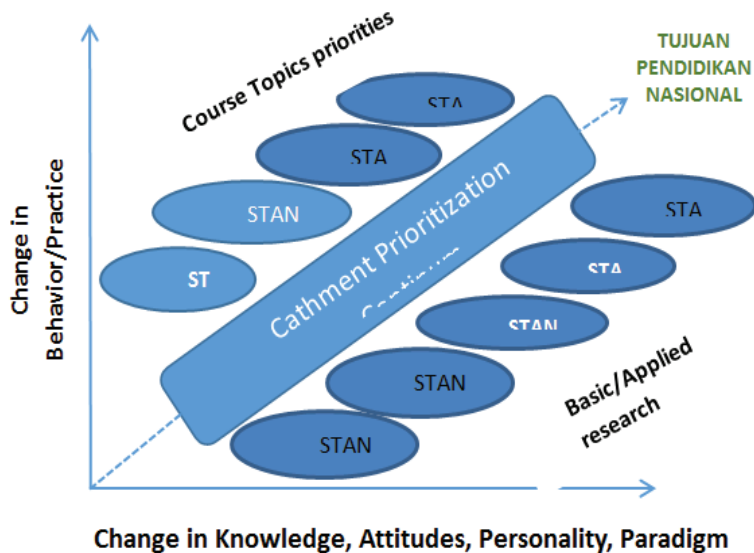 Course Topics priorities
TUJUAN
PENDIDIKAN
NASIONAL
STA
STA
STAN
ST
Cathment Prioritization
STA
STA
STAN
STAN
STAN
Basic/Applied
research
Change in
Behavior/Practice
Change in Knowledge, Attitudes, Personality, Paradigm